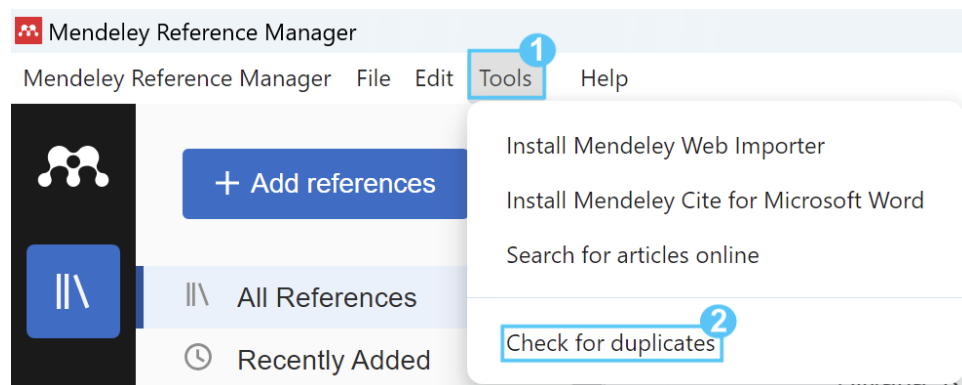 Mendeley Reference Manager
1
Mendeley Reference Manager File Edit Tools Help
Install Mendeley Web Importer
+ Add references
Install Mendeley Cite for Microsoft Word
Search for articles online
All References
2
Check for duplicates
Recently Added